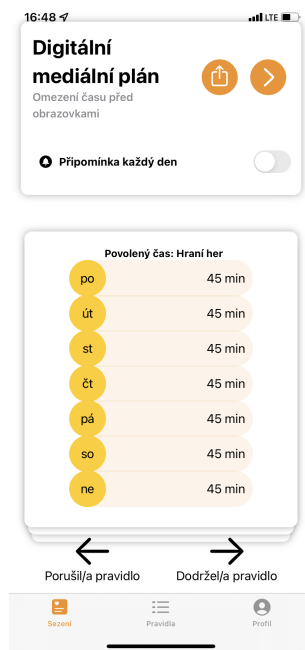 16:48
LTE
Digitální
mediální plán
Omezení času před
obrazovkami
Připomínka každý den
Povolený čas: Hraní her
po 45 min
út 45 min
st 45 min
čt 45 min
pá 45 min
so 45 min
ne 45 min
Porušil/a pravidlo Dodržel/a pravidlo
Sezení Pravidla Profil